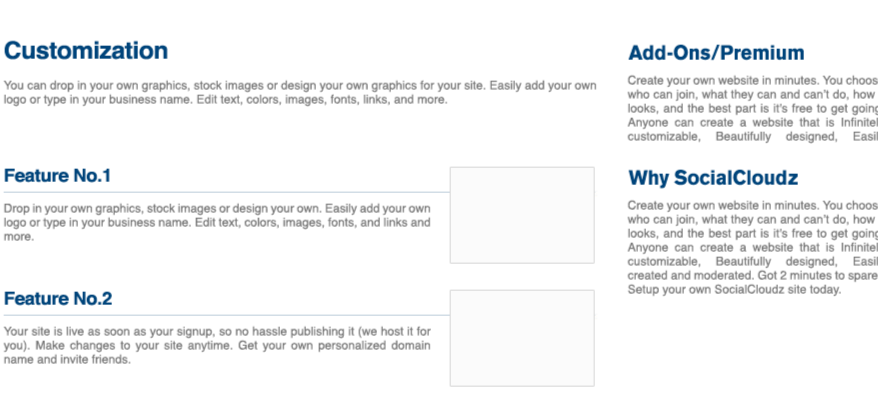 Customization
You can drop in your own graphics, stock images or design your own graphics for your site. Easily add your own
logo or type in your business name. Edit text, colors, images, fonts, links, and more.
Feature No.1
Drop in your own graphics, stock images or design your own. Easily add your own
logo or type in your business name. Edit text, colors, images, fonts, and links and
more.
Feature No.2
Your site is live as soon as your signup, so no hassle publishing it (we host it for
you). Make changes to your site anytime. Get your own personalized domain
name and invite friends.
Add-Ons/Premium
Create your own website in minutes. You choos
who can join, what they can and can't do, how
looks, and the best part is it's free to get going
Anyone can create a website that is Infinitel
customizable, Beautifully designed, Easil
Why SocialCloudz
Create your own website in minutes. You choos
who can join, what they can and can't do, how
looks, and the best part is it's free to get going
Anyone can create a website that is Infinitel
customizable, Beautifully designed, Easil
created and moderated. Got 2 minutes to spare
Setup your own SocialCloudz site today.